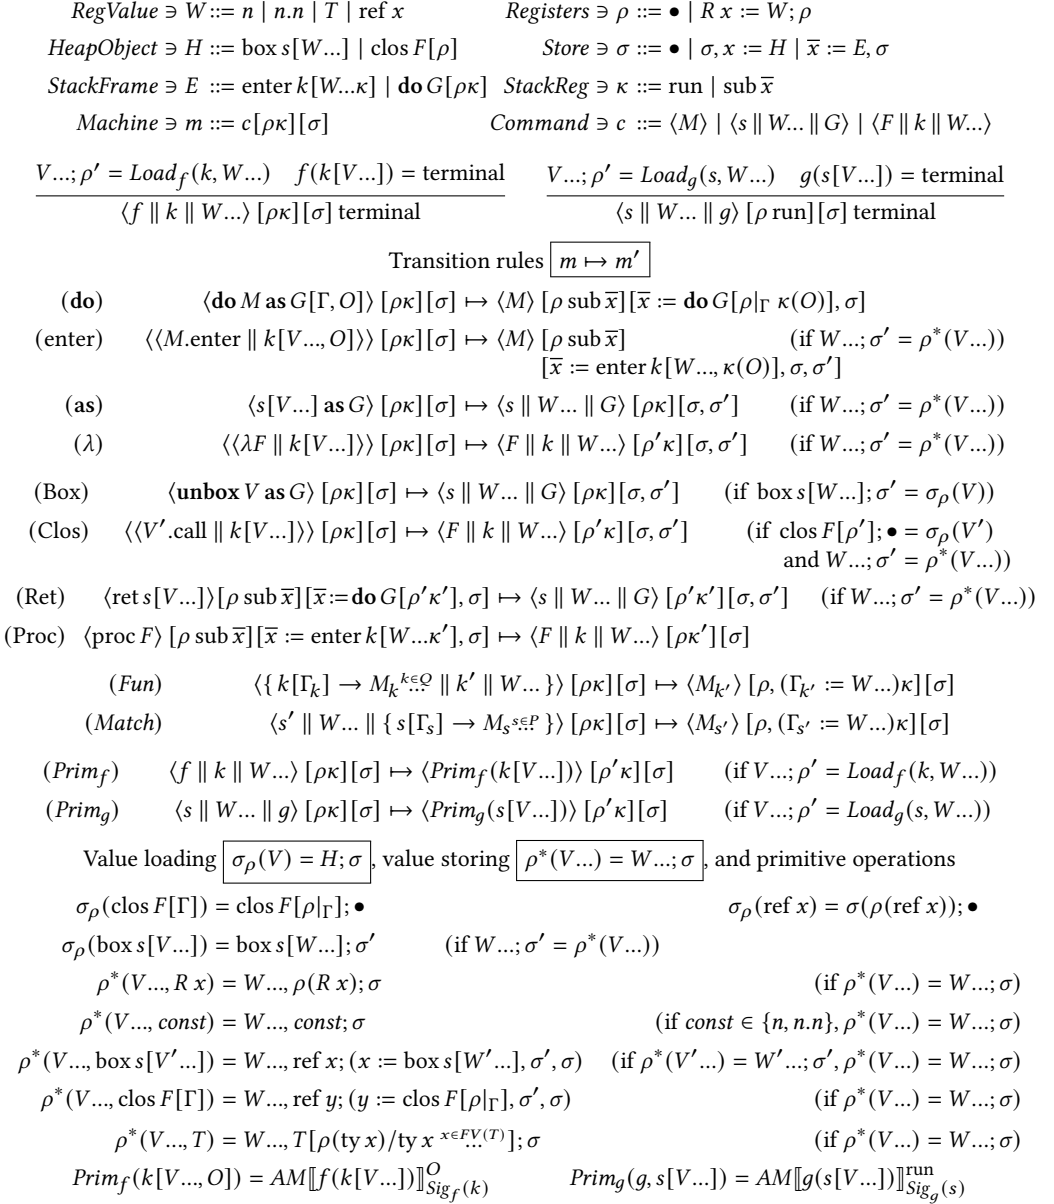 RegValue ∋ W ::= n | n.n | T | ref x Registers ∋ ρ ::= • | R x := W; ρ
HeapObject ∋ H ::= box s[W...] | clos F[ρ] Store ∋ σ ::= • | σ, x := H | x̅ := E, σ
StackFrame ∋ E ::= enter k[W...κ] | do G[ρκ] StackReg ∋ κ ::= run | sub x̅
Machine ∋ m ::= c[ρκ][σ] Command ∋ c ::= ⟨M⟩ | ⟨s ∥ W... ∥ G⟩ | ⟨F ∥ k ∥ W...⟩
V...; ρ′ = Load_f(k, W...) f(k[V...]) = terminal V...; ρ′ = Load_g(s, W...) g(s[V...]) = terminal
⟨f ∥ k ∥ W...⟩ [ρκ][σ] terminal ⟨s ∥ W... ∥ g⟩ [ρ run][σ] terminal
Transition rules m ↦ m′
(do) ⟨do M as G[Γ, O]⟩ [ρκ][σ] ↦ ⟨M⟩ [ρ sub x̅][x̅ := do G[ρ|_Γ κ(O)], σ]
(enter) ⟨⟨M.enter ∥ k[V..., O]⟩⟩ [ρκ][σ] ↦ ⟨M⟩ [ρ sub x̅] (if W...; σ′ = ρ*(V...))
[x̅ := enter k[W..., κ(O)], σ, σ′]
(as) ⟨s[V...] as G⟩ [ρκ][σ] ↦ ⟨s ∥ W... ∥ G⟩ [ρκ][σ, σ′] (if W...; σ′ = ρ*(V...))
(λ) ⟨⟨λF ∥ k[V...]⟩⟩ [ρκ][σ] ↦ ⟨F ∥ k ∥ W...⟩ [ρ′κ][σ, σ′] (if W...; σ′ = ρ*(V...))
(Box) ⟨unbox V as G⟩ [ρκ][σ] ↦ ⟨s ∥ W... ∥ G⟩ [ρκ][σ, σ′] (if box s[W...]; σ′ = σ_ρ(V))
(Clos) ⟨⟨V′.call ∥ k[V...]⟩⟩ [ρκ][σ] ↦ ⟨F ∥ k ∥ W...⟩ [ρ′κ][σ, σ′] (if clos F[ρ′]; • = σ_ρ(V′)
and W...; σ′ = ρ*(V...))
(Ret) ⟨ret s[V...]⟩[ρ sub x̅][x̅ := do G[ρ′κ′], σ] ↦ ⟨s ∥ W... ∥ G⟩ [ρ′κ′][σ, σ′] (if W...; σ′ = ρ*(V...))
(Proc) ⟨proc F⟩ [ρ sub x̅][x̅ := enter k[W...κ′], σ] ↦ ⟨F ∥ k ∥ W...⟩ [ρκ′][σ]
(Fun) ⟨{ k[Γ_k] → M_k ^{k∈Q}... ∥ k′ ∥ W... }⟩ [ρκ][σ] ↦ ⟨M_{k′}⟩ [ρ, (Γ_{k′} := W...)κ][σ]
(Match) ⟨s′ ∥ W... ∥ { s[Γ_s] → M_s ^{s∈P}... }⟩ [ρκ][σ] ↦ ⟨M_{s′}⟩ [ρ, (Γ_{s′} := W...)κ][σ]
(Prim_f) ⟨f ∥ k ∥ W...⟩ [ρκ][σ] ↦ ⟨Prim_f(k[V...])⟩ [ρ′κ][σ] (if V...; ρ′ = Load_f(k, W...))
(Prim_g) ⟨s ∥ W... ∥ g⟩ [ρκ][σ] ↦ ⟨Prim_g(s[V...])⟩ [ρ′κ][σ] (if V...; ρ′ = Load_g(s, W...))
Value loading σ_ρ(V) = H; σ, value storing ρ*(V...) = W...; σ, and primitive operations
σ_ρ(clos F[Γ]) = clos F[ρ|_Γ]; • σ_ρ(ref x) = σ(ρ(ref x)); •
σ_ρ(box s[V...]) = box s[W...]; σ′ (if W...; σ′ = ρ*(V...))
ρ*(V..., R x) = W..., ρ(R x); σ (if ρ*(V...) = W...; σ)
ρ*(V..., const) = W..., const; σ (if const ∈ {n, n.n}, ρ*(V...) = W...; σ)
ρ*(V..., box s[V′...]) = W..., ref x; (x := box s[W′...], σ′, σ) (if ρ*(V′...) = W′...; σ′, ρ*(V...) = W...; σ)
ρ*(V..., clos F[Γ]) = W..., ref y; (y := clos F[ρ|_Γ], σ′, σ) (if ρ*(V...) = W...; σ)
ρ*(V..., T) = W..., T[ρ(ty x)/ty x ^{x∈FV(T)}...]; σ (if ρ*(V...) = W...; σ)
Prim_f(k[V..., O]) = AM⟦f(k[V...])⟧^O_{Sig_f(k)} Prim_g(g, s[V...]) = AM⟦g(s[V...])⟧^{run}_{Sig_g(s)}